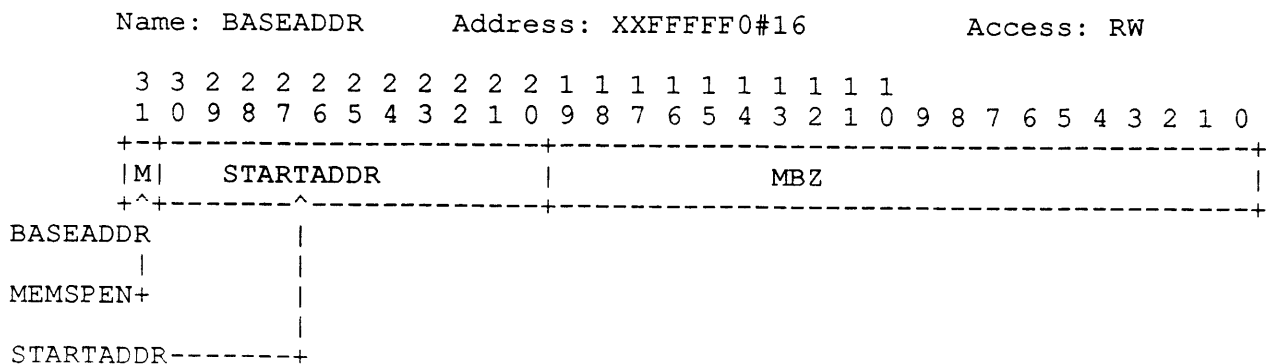 Name: BASEADDR     Address: XXFFFFF0#16          Access: RW
3 3 2 2 2 2 2 2 2 2 2 2 1 1 1 1 1 1 1 1 1 1
1 0 9 8 7 6 5 4 3 2 1 0 9 8 7 6 5 4 3 2 1 0 9 8 7 6 5 4 3 2 1 0
+-+---------------------+---------------------------------------+
|M|    STARTADDR          |             MBZ                       |
+^+--------^-------------+---------------------------------------+
BASEADDR         |
|         |
MEMSPEN+         |
|
STARTADDR-------+